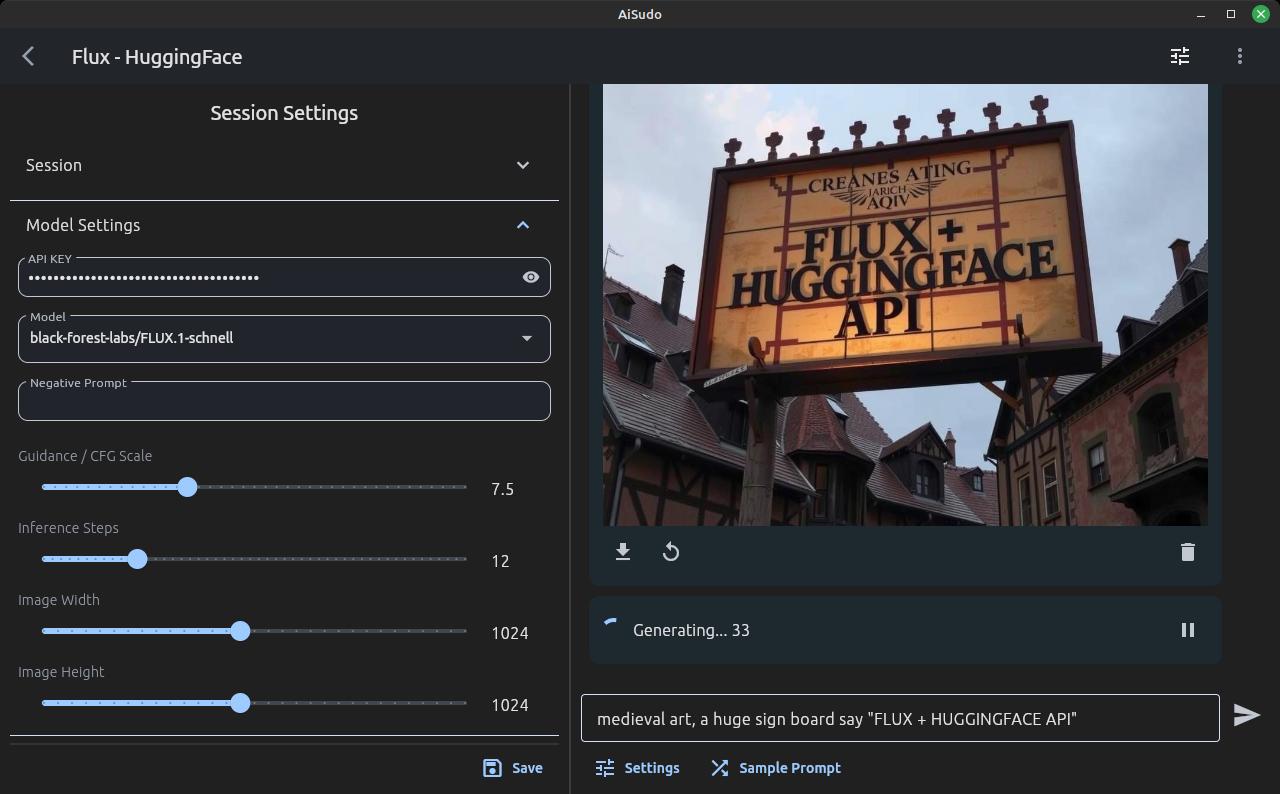 AiSudo
Flux - HuggingFace
Session Settings
Session
Model Settings
API KEY
••••••••••••••••••••••••••••••••••••
Model
black-forest-labs/FLUX.1-schnell
Negative Prompt
Guidance / CFG Scale
7.5
Inference Steps
12
Image Width
1024
Image Height
1024
Save
CREANES ATING
JARICH
AQIV
FLUX +
HUGGINGFACE
API
Generating... 33
medieval art, a huge sign board say "FLUX + HUGGINGFACE API"
Settings
Sample Prompt